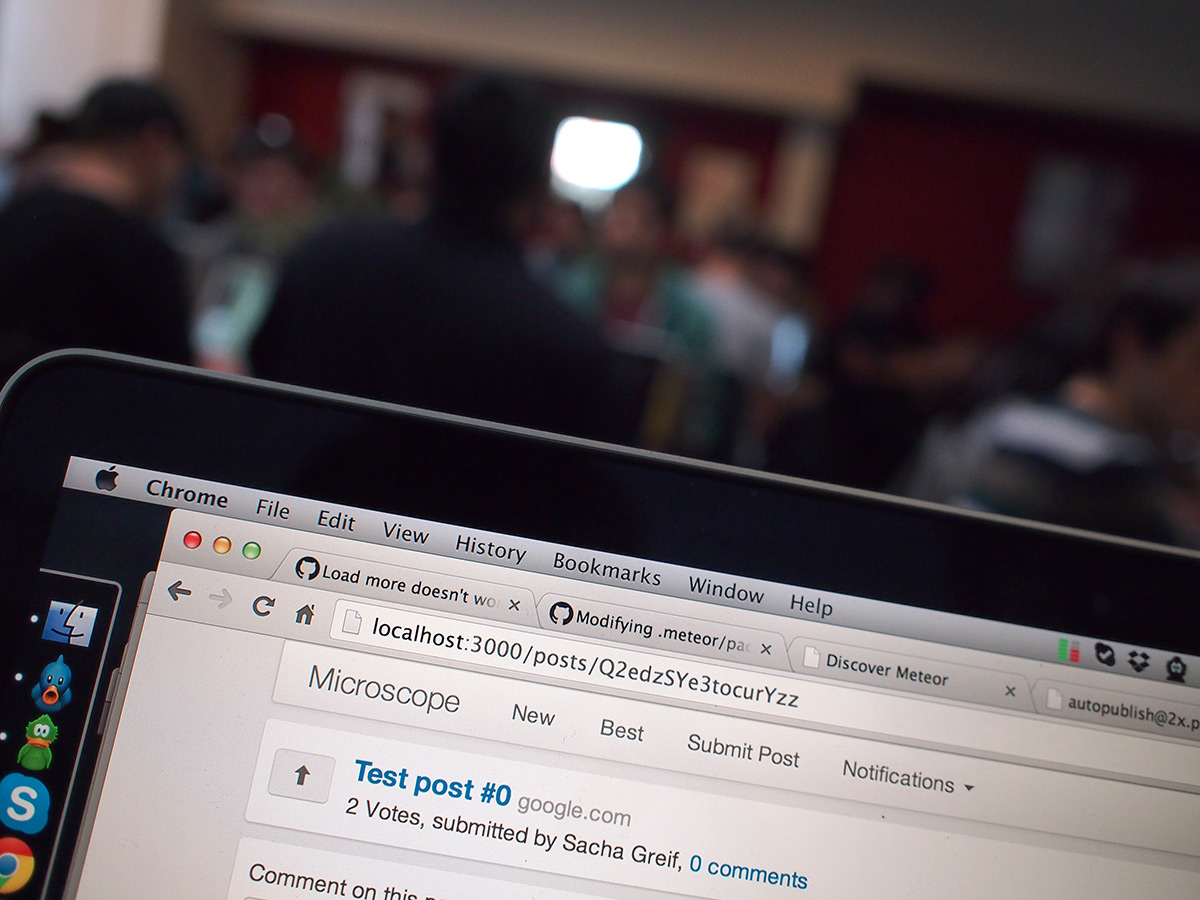 Chrome File Edit View History Bookmarks Window Help
Load more doesn't wo
Modifying .meteor/pac
Discover Meteor
autopublish@2x.p
localhost:3000/posts/Q2edzSYe3tocurYzz
Microscope New Best Submit Post Notifications
Test post #0 google.com
2 Votes, submitted by Sacha Greif, 0 comments
Comment on this
S